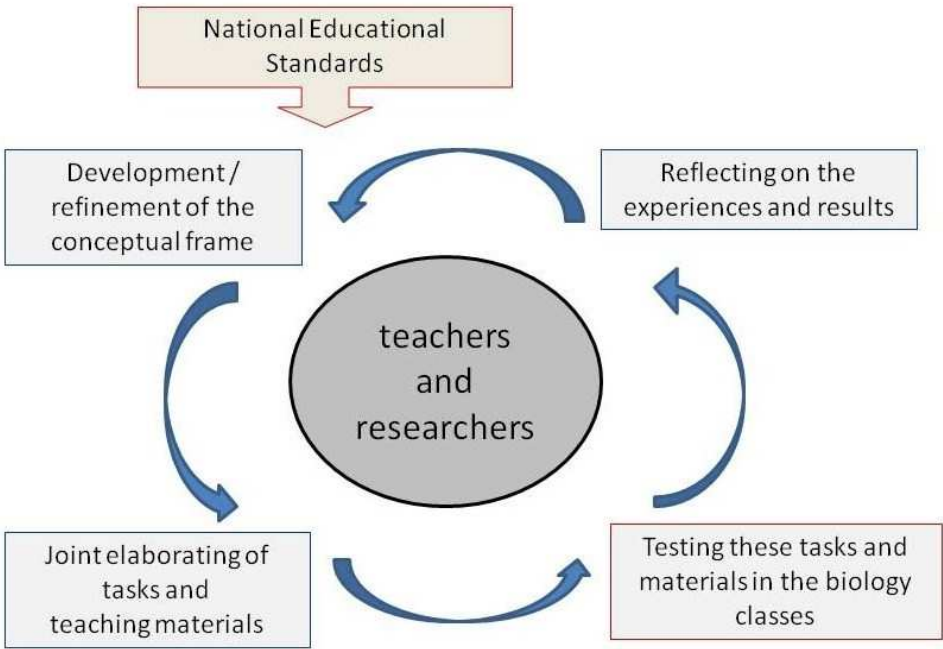 National Educational
Standards
Development /
refinement of the
conceptual frame
Reflecting on the
experiences and results
teachers
and
researchers
Joint elaborating of
tasks and
teaching materials
Testing these tasks and
materials in the biology
classes